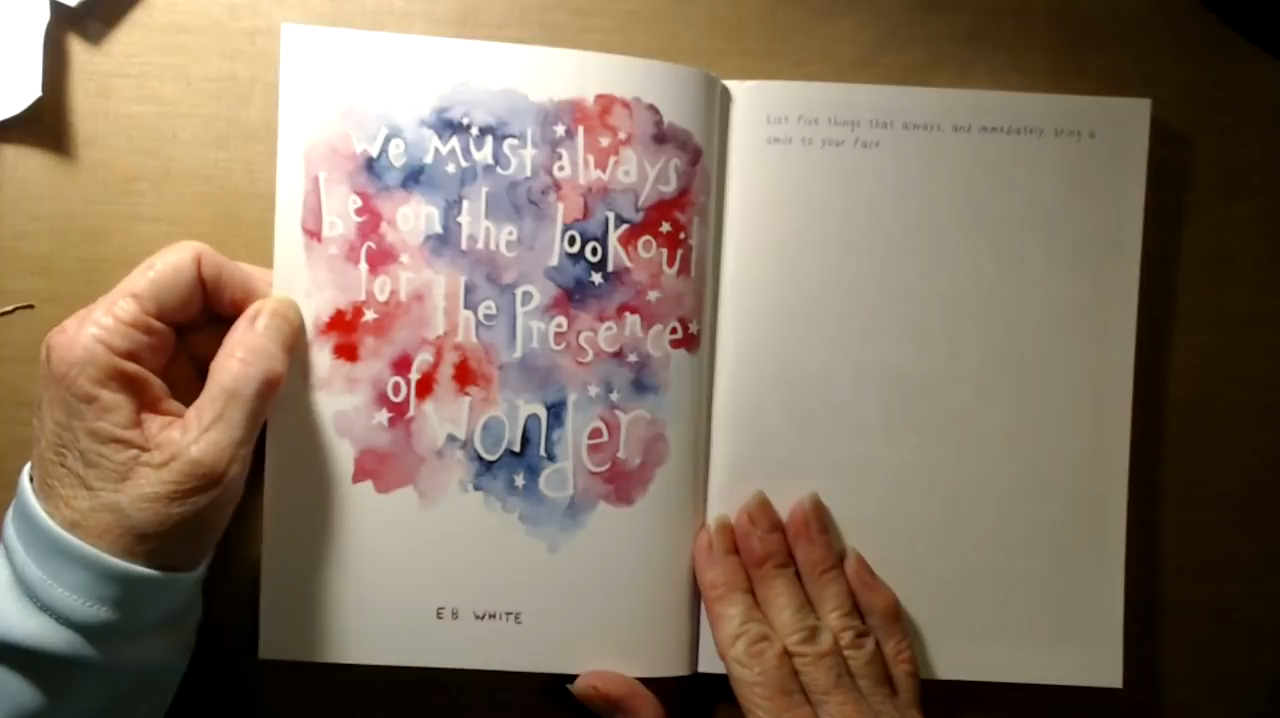 We Must always
be on the lookout
for the Presence
of wonder
E.B. WHITE
List five things that always, and immediately, bring a
smile to your face.